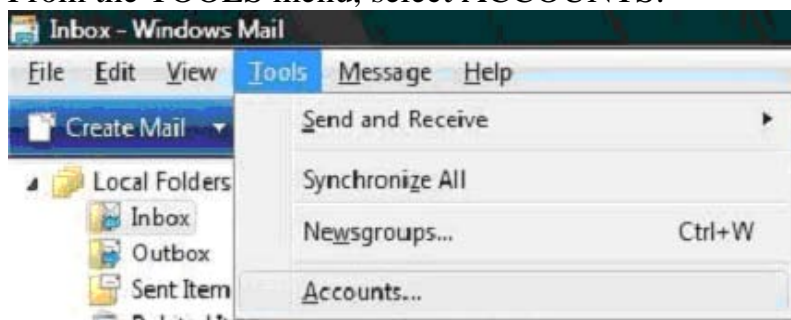 From the TOOLS menu, select ACCOUNTS.
Inbox - Windows Mail
File Edit View Tools Message Help
Create Mail
Send and Receive
Local Folders
Synchronize All
Inbox
Newsgroups... Ctrl+W
Outbox
Sent Item
Accounts...